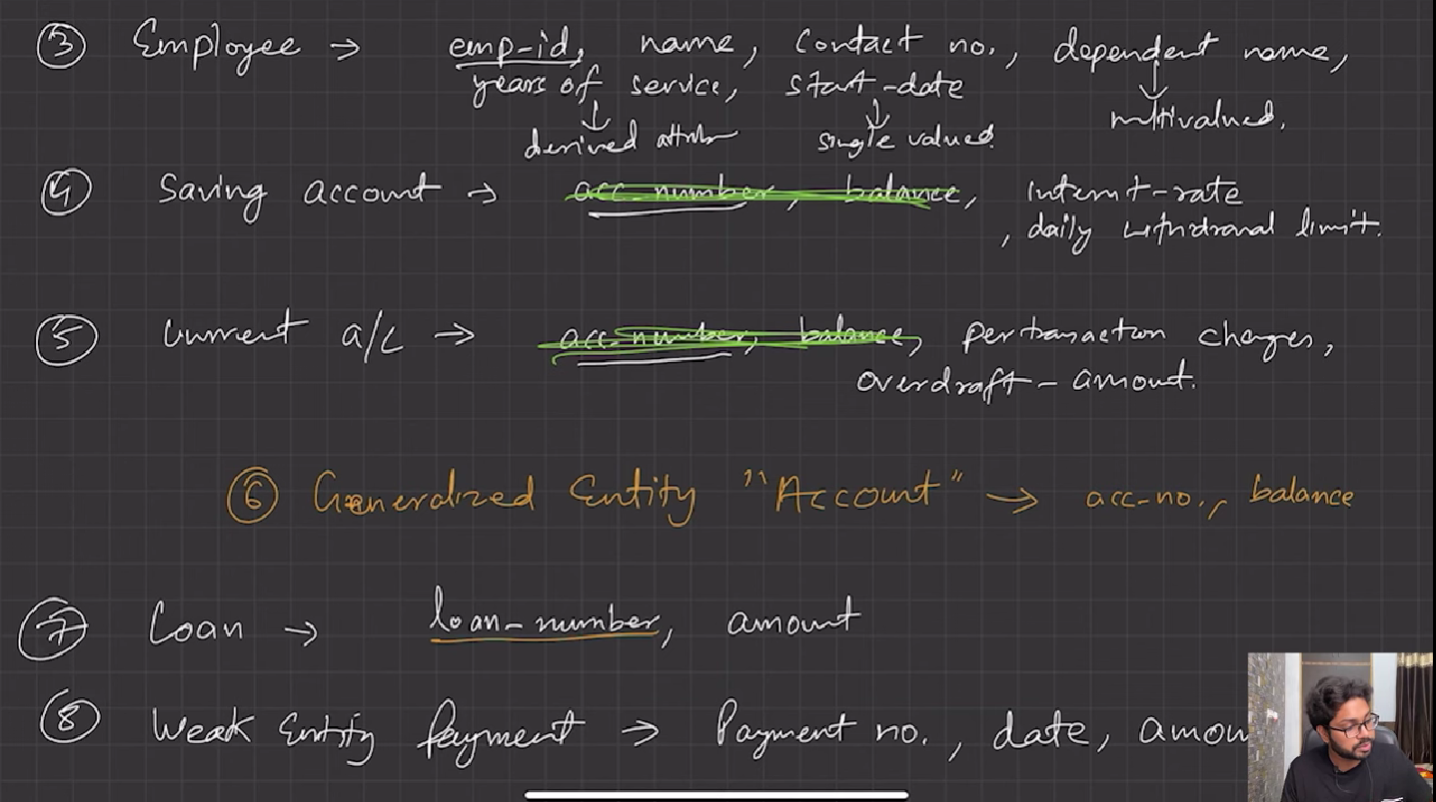 ③ Employee → emp-id, name, contact no., dependent name,
years of service, start-date
↓ derived attrib ↓ single valued. ↓ multivalued.
④ Saving account → acc-number, balance, interest-rate
, daily withdrawal limit.
⑤ Current a/c → acc-number, balance, per transaction charges,
overdraft-amount.
⑥ Generalized Entity "Account" → acc-no., balance
⑦ Loan → loan-number, amount
⑧ Weak Entity Payment → Payment no., date, amou